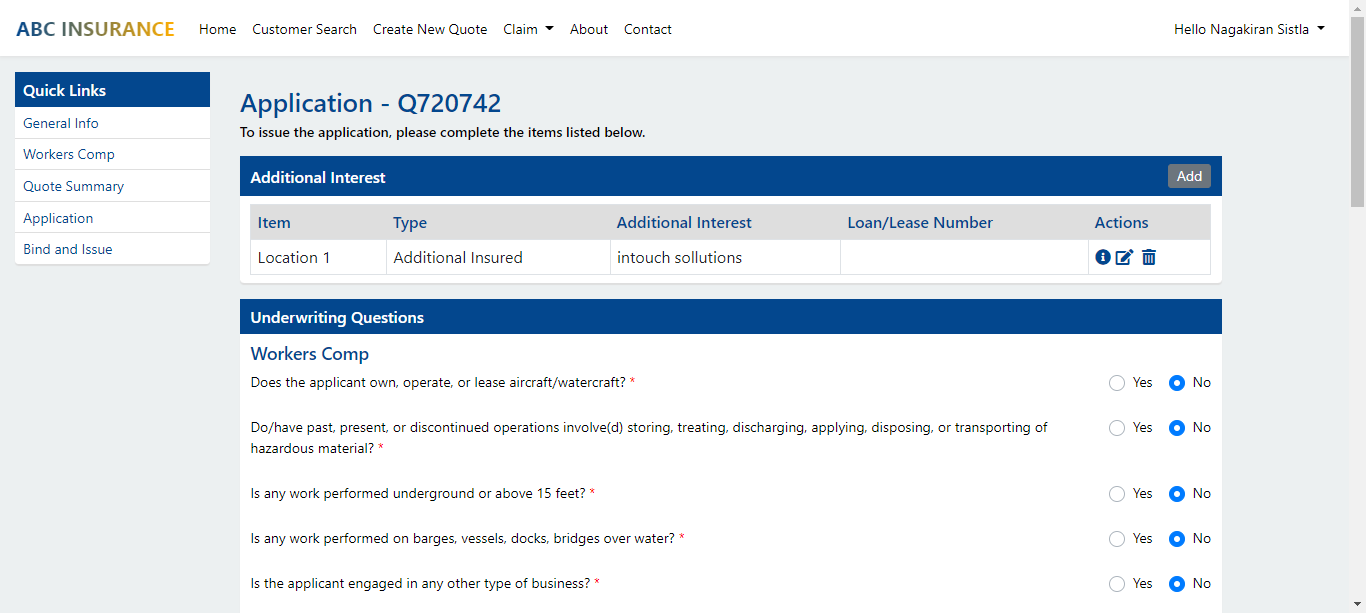 ABC INSURANCE Home Customer Search Create New Quote Claim About Contact Hello Nagakiran Sistla
Quick Links
General Info
Workers Comp
Quote Summary
Application
Bind and Issue
Application - Q720742
To issue the application, please complete the items listed below.
Additional Interest Add
Item Type Additional Interest Loan/Lease Number Actions
Location 1 Additional Insured intouch sollutions
Underwriting Questions
Workers Comp
Does the applicant own, operate, or lease aircraft/watercraft? * Yes No
Do/have past, present, or discontinued operations involve(d) storing, treating, discharging, applying, disposing, or transporting of Yes No
hazardous material? *
Is any work performed underground or above 15 feet? * Yes No
Is any work performed on barges, vessels, docks, bridges over water? * Yes No
Is the applicant engaged in any other type of business? * Yes No